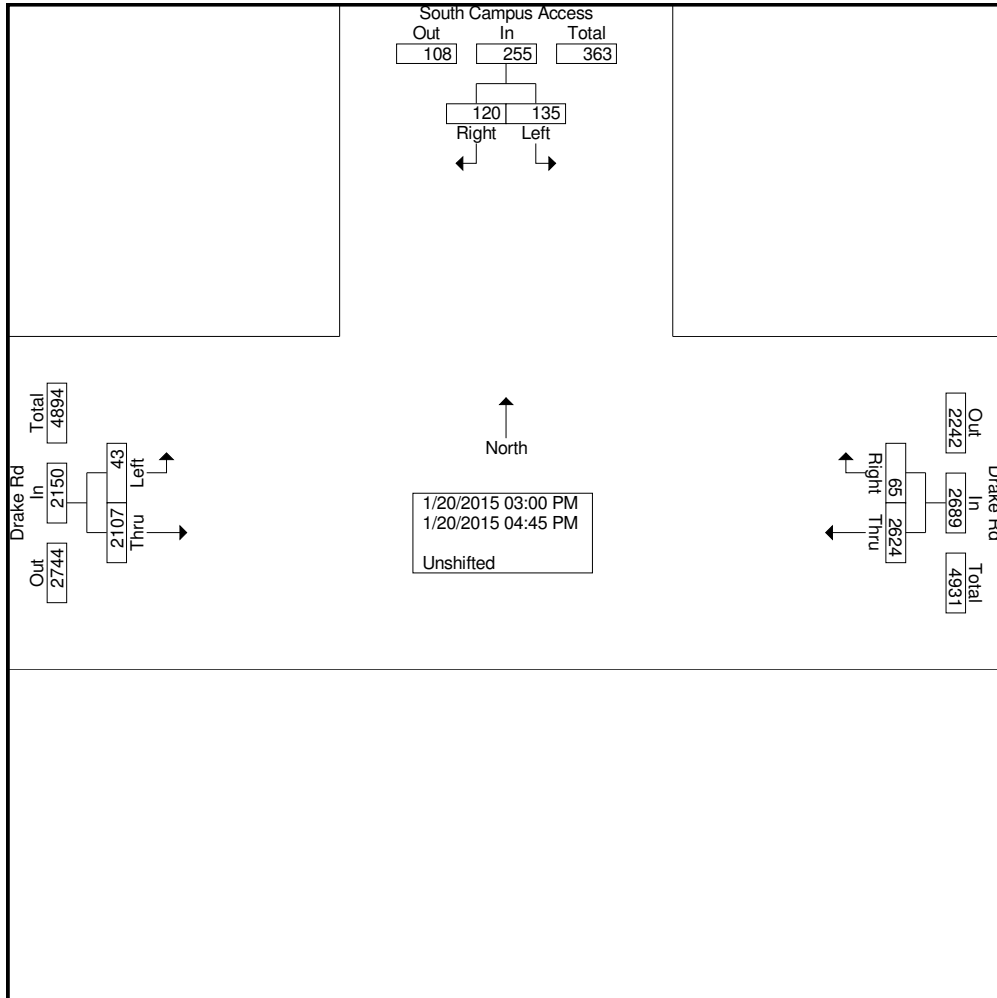 South Campus Access
Out In Total
108 255 363
120 135
Right Left
Drake Rd
Total In Out
4894 2150 2744
43 2107
Left Thru
North
1/20/2015 03:00 PM
1/20/2015 04:45 PM
Unshifted
Right Thru
65 2624
Out In Total
2242 2689 4931
Drake Rd